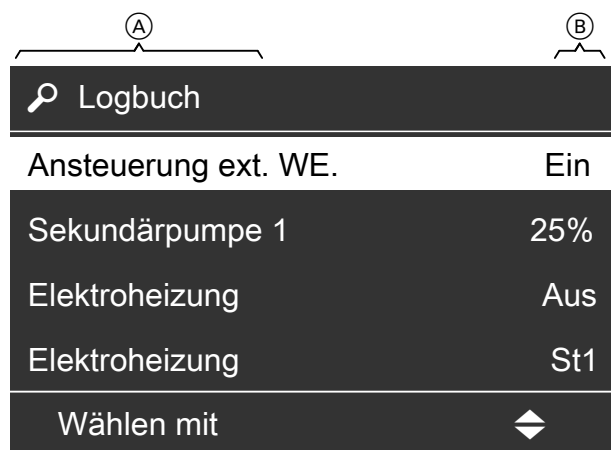 Ⓐ Ⓑ
Logbuch
Ansteuerung ext. WE. Ein
Sekundärpumpe 1 25%
Elektroheizung Aus
Elektroheizung St1
Wählen mit